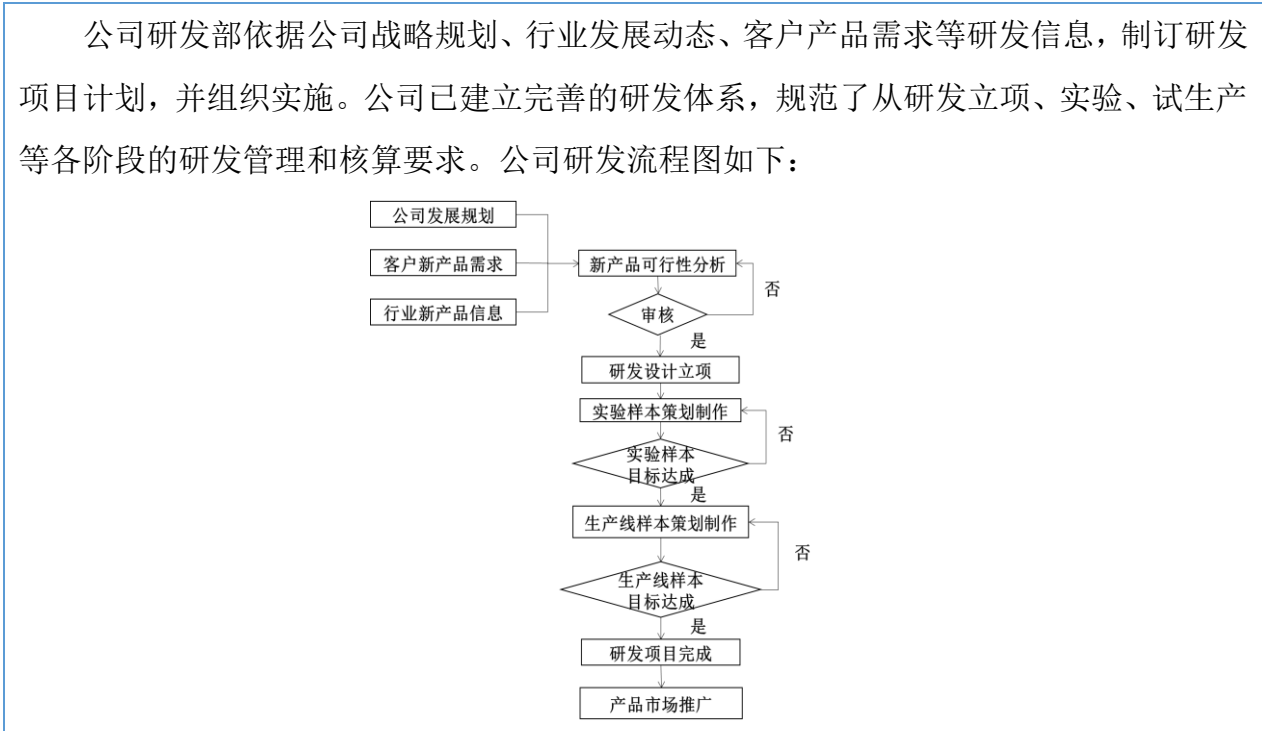 公司研发部依据公司战略规划、行业发展动态、客户产品需求等研发信息，制订研发
项目计划，并组织实施。公司已建立完善的研发体系，规范了从研发立项、实验、试生产
等各阶段的研发管理和核算要求。公司研发流程图如下：
公司发展规划
客户新产品需求
行业新产品信息
新产品可行性分析
否
审核
是
研发设计立项
实验样本策划制作
否
实验样本
目标达成
是
生产线样本策划制作
否
生产线样本
目标达成
是
研发项目完成
产品市场推广